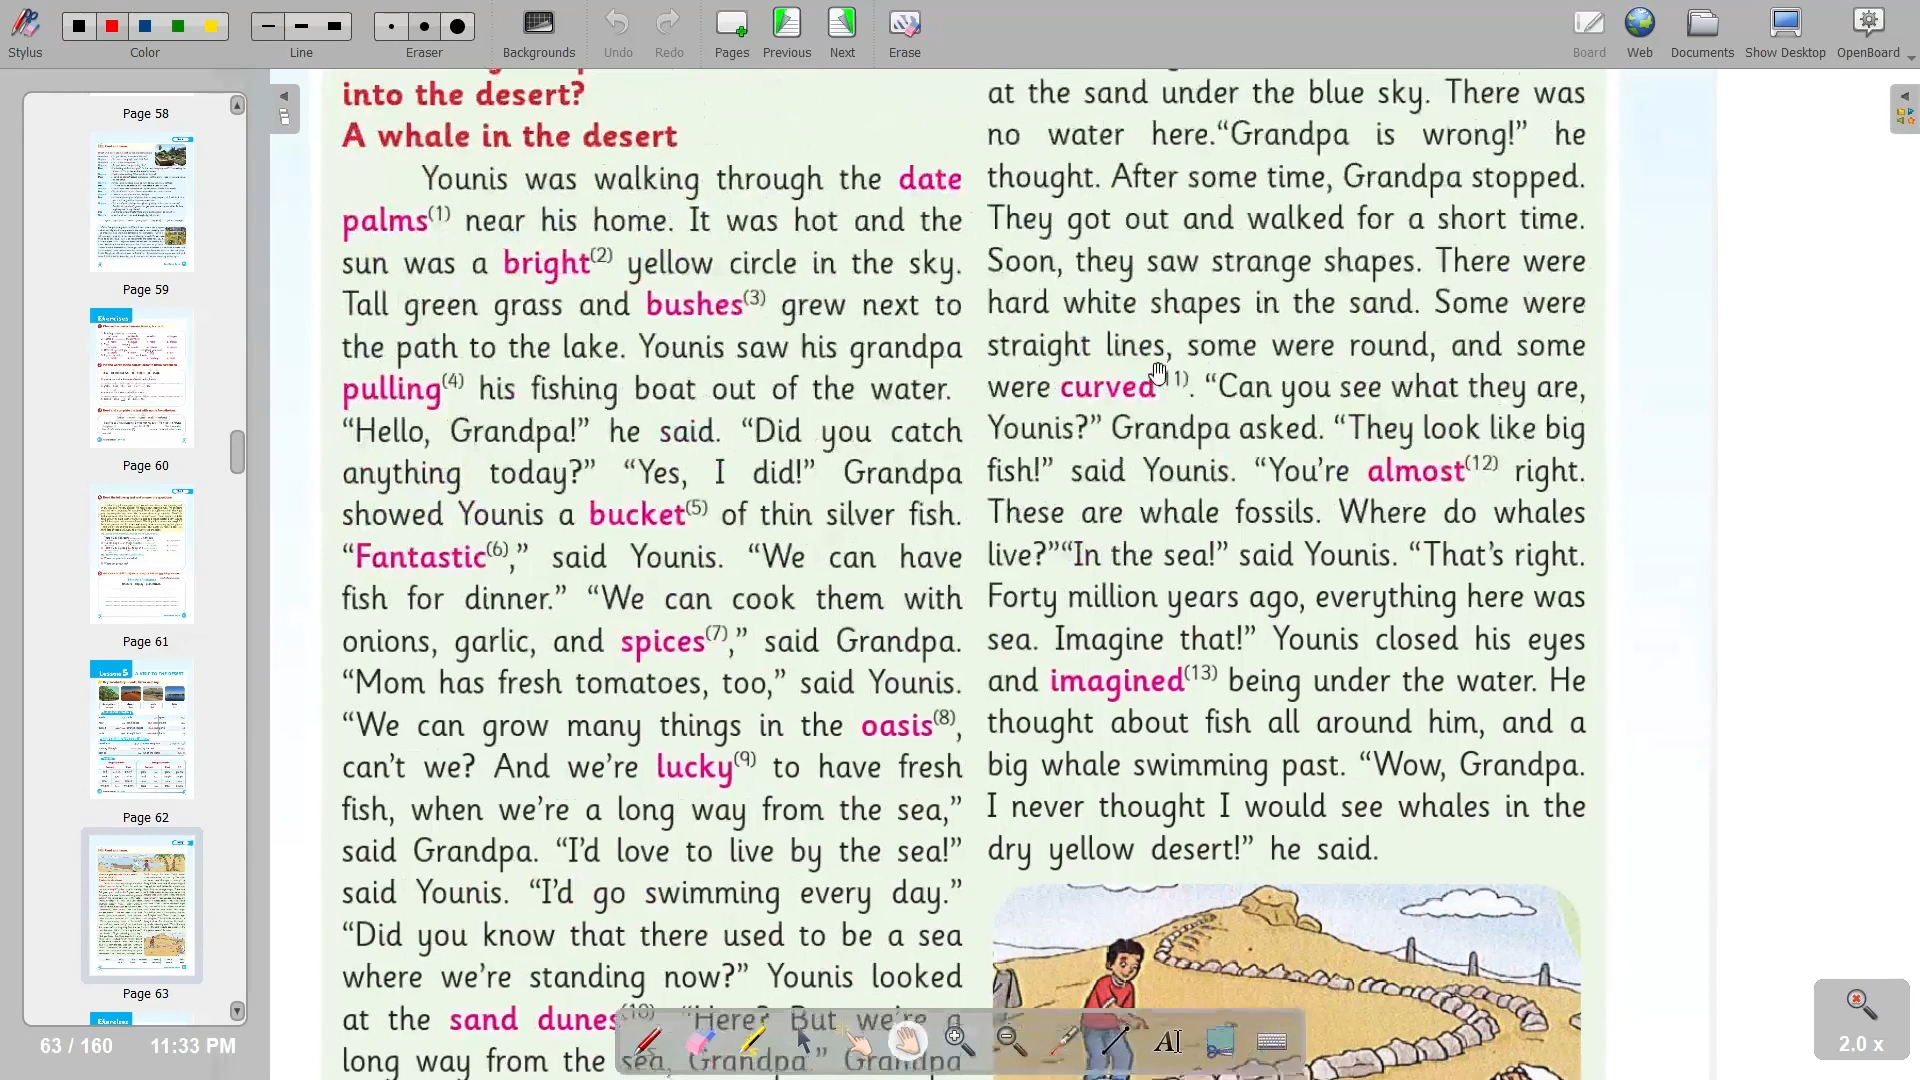 Stylus
Color
Line
Eraser
Backgrounds
Undo
Redo
Pages
Previous
Next
Erase
Board
Web
Documents
Show Desktop
OpenBoard
Page 58
Page 59
Exercises
Page 60
Page 61
Lesson 5
Page 62
Page 63
Exercises
63 / 160
11:33 PM
into the desert?
A whale in the desert
Younis was walking through the date
palms(1) near his home. It was hot and the
sun was a bright(2) yellow circle in the sky.
Tall green grass and bushes(3) grew next to
the path to the lake. Younis saw his grandpa
pulling(4) his fishing boat out of the water.
“Hello, Grandpa!” he said. “Did you catch
anything today?” “Yes, I did!” Grandpa
showed Younis a bucket(5) of thin silver fish.
“Fantastic(6),” said Younis. “We can have
fish for dinner.” “We can cook them with
onions, garlic, and spices(7),” said Grandpa.
“Mom has fresh tomatoes, too,” said Younis.
“We can grow many things in the oasis(8),
can’t we? And we’re lucky(9) to have fresh
fish, when we’re a long way from the sea,”
said Grandpa. “I’d love to live by the sea!”
said Younis. “I’d go swimming every day.”
“Did you know that there used to be a sea
where we’re standing now?” Younis looked
at the sand dunes(10) “Here? But we’re a
long way from the sea, Grandpa.” Grandpa
at the sand under the blue sky. There was
no water here.“Grandpa is wrong!” he
thought. After some time, Grandpa stopped.
They got out and walked for a short time.
Soon, they saw strange shapes. There were
hard white shapes in the sand. Some were
straight lines, some were round, and some
were curved 11). “Can you see what they are,
Younis?” Grandpa asked. “They look like big
fish!” said Younis. “You’re almost(12) right.
These are whale fossils. Where do whales
live?”“In the sea!” said Younis. “That’s right.
Forty million years ago, everything here was
sea. Imagine that!” Younis closed his eyes
and imagined(13) being under the water. He
thought about fish all around him, and a
big whale swimming past. “Wow, Grandpa.
I never thought I would see whales in the
dry yellow desert!” he said.
2.0 x